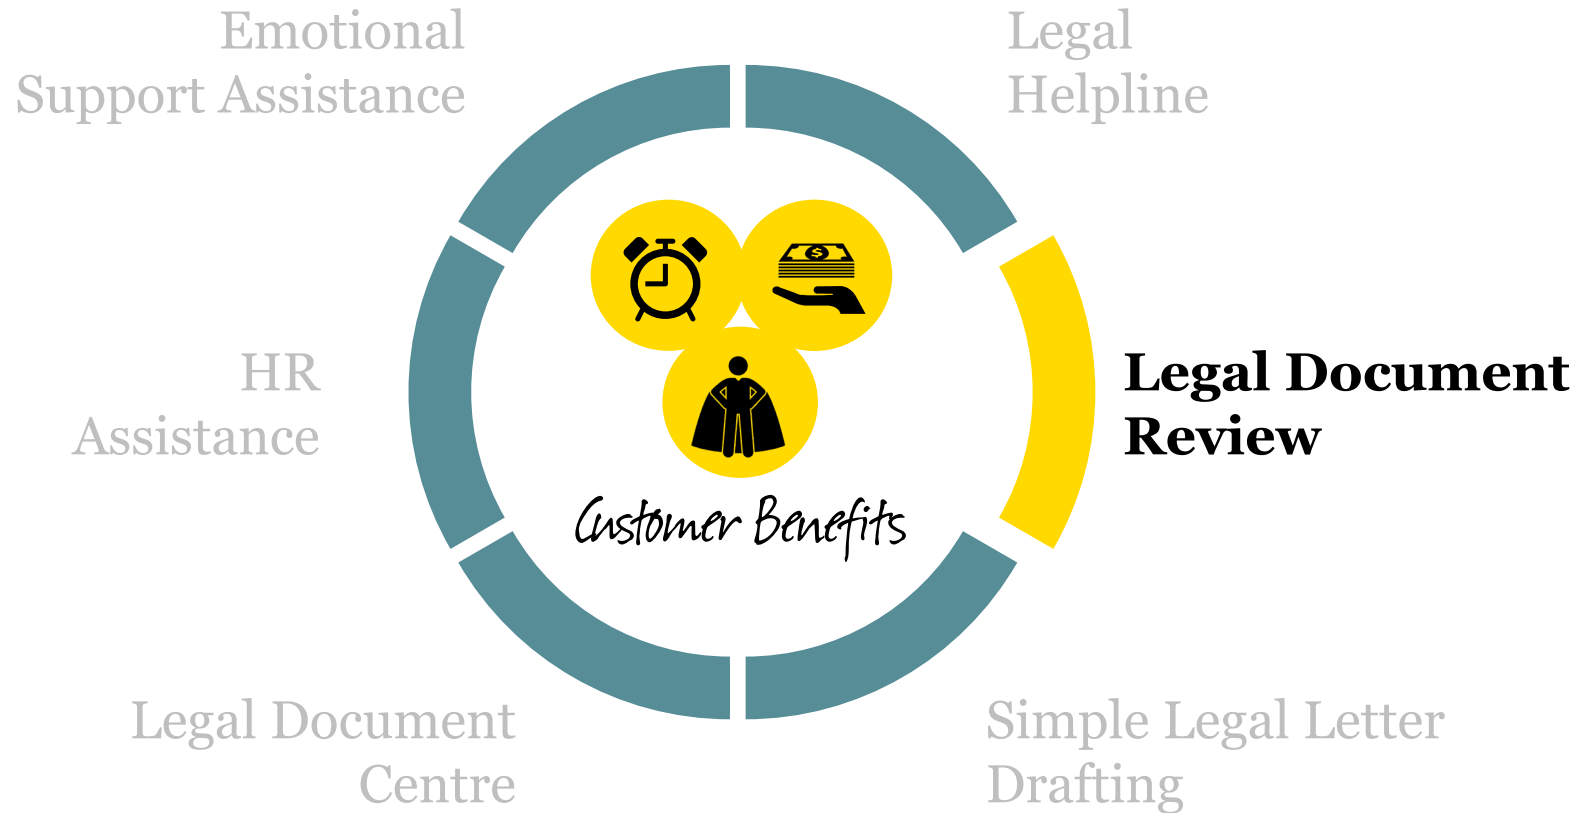 Emotional
Support Assistance
Legal
Helpline
HR
Assistance
Legal Document
Review
Customer Benefits
Legal Document
Centre
Simple Legal Letter
Drafting